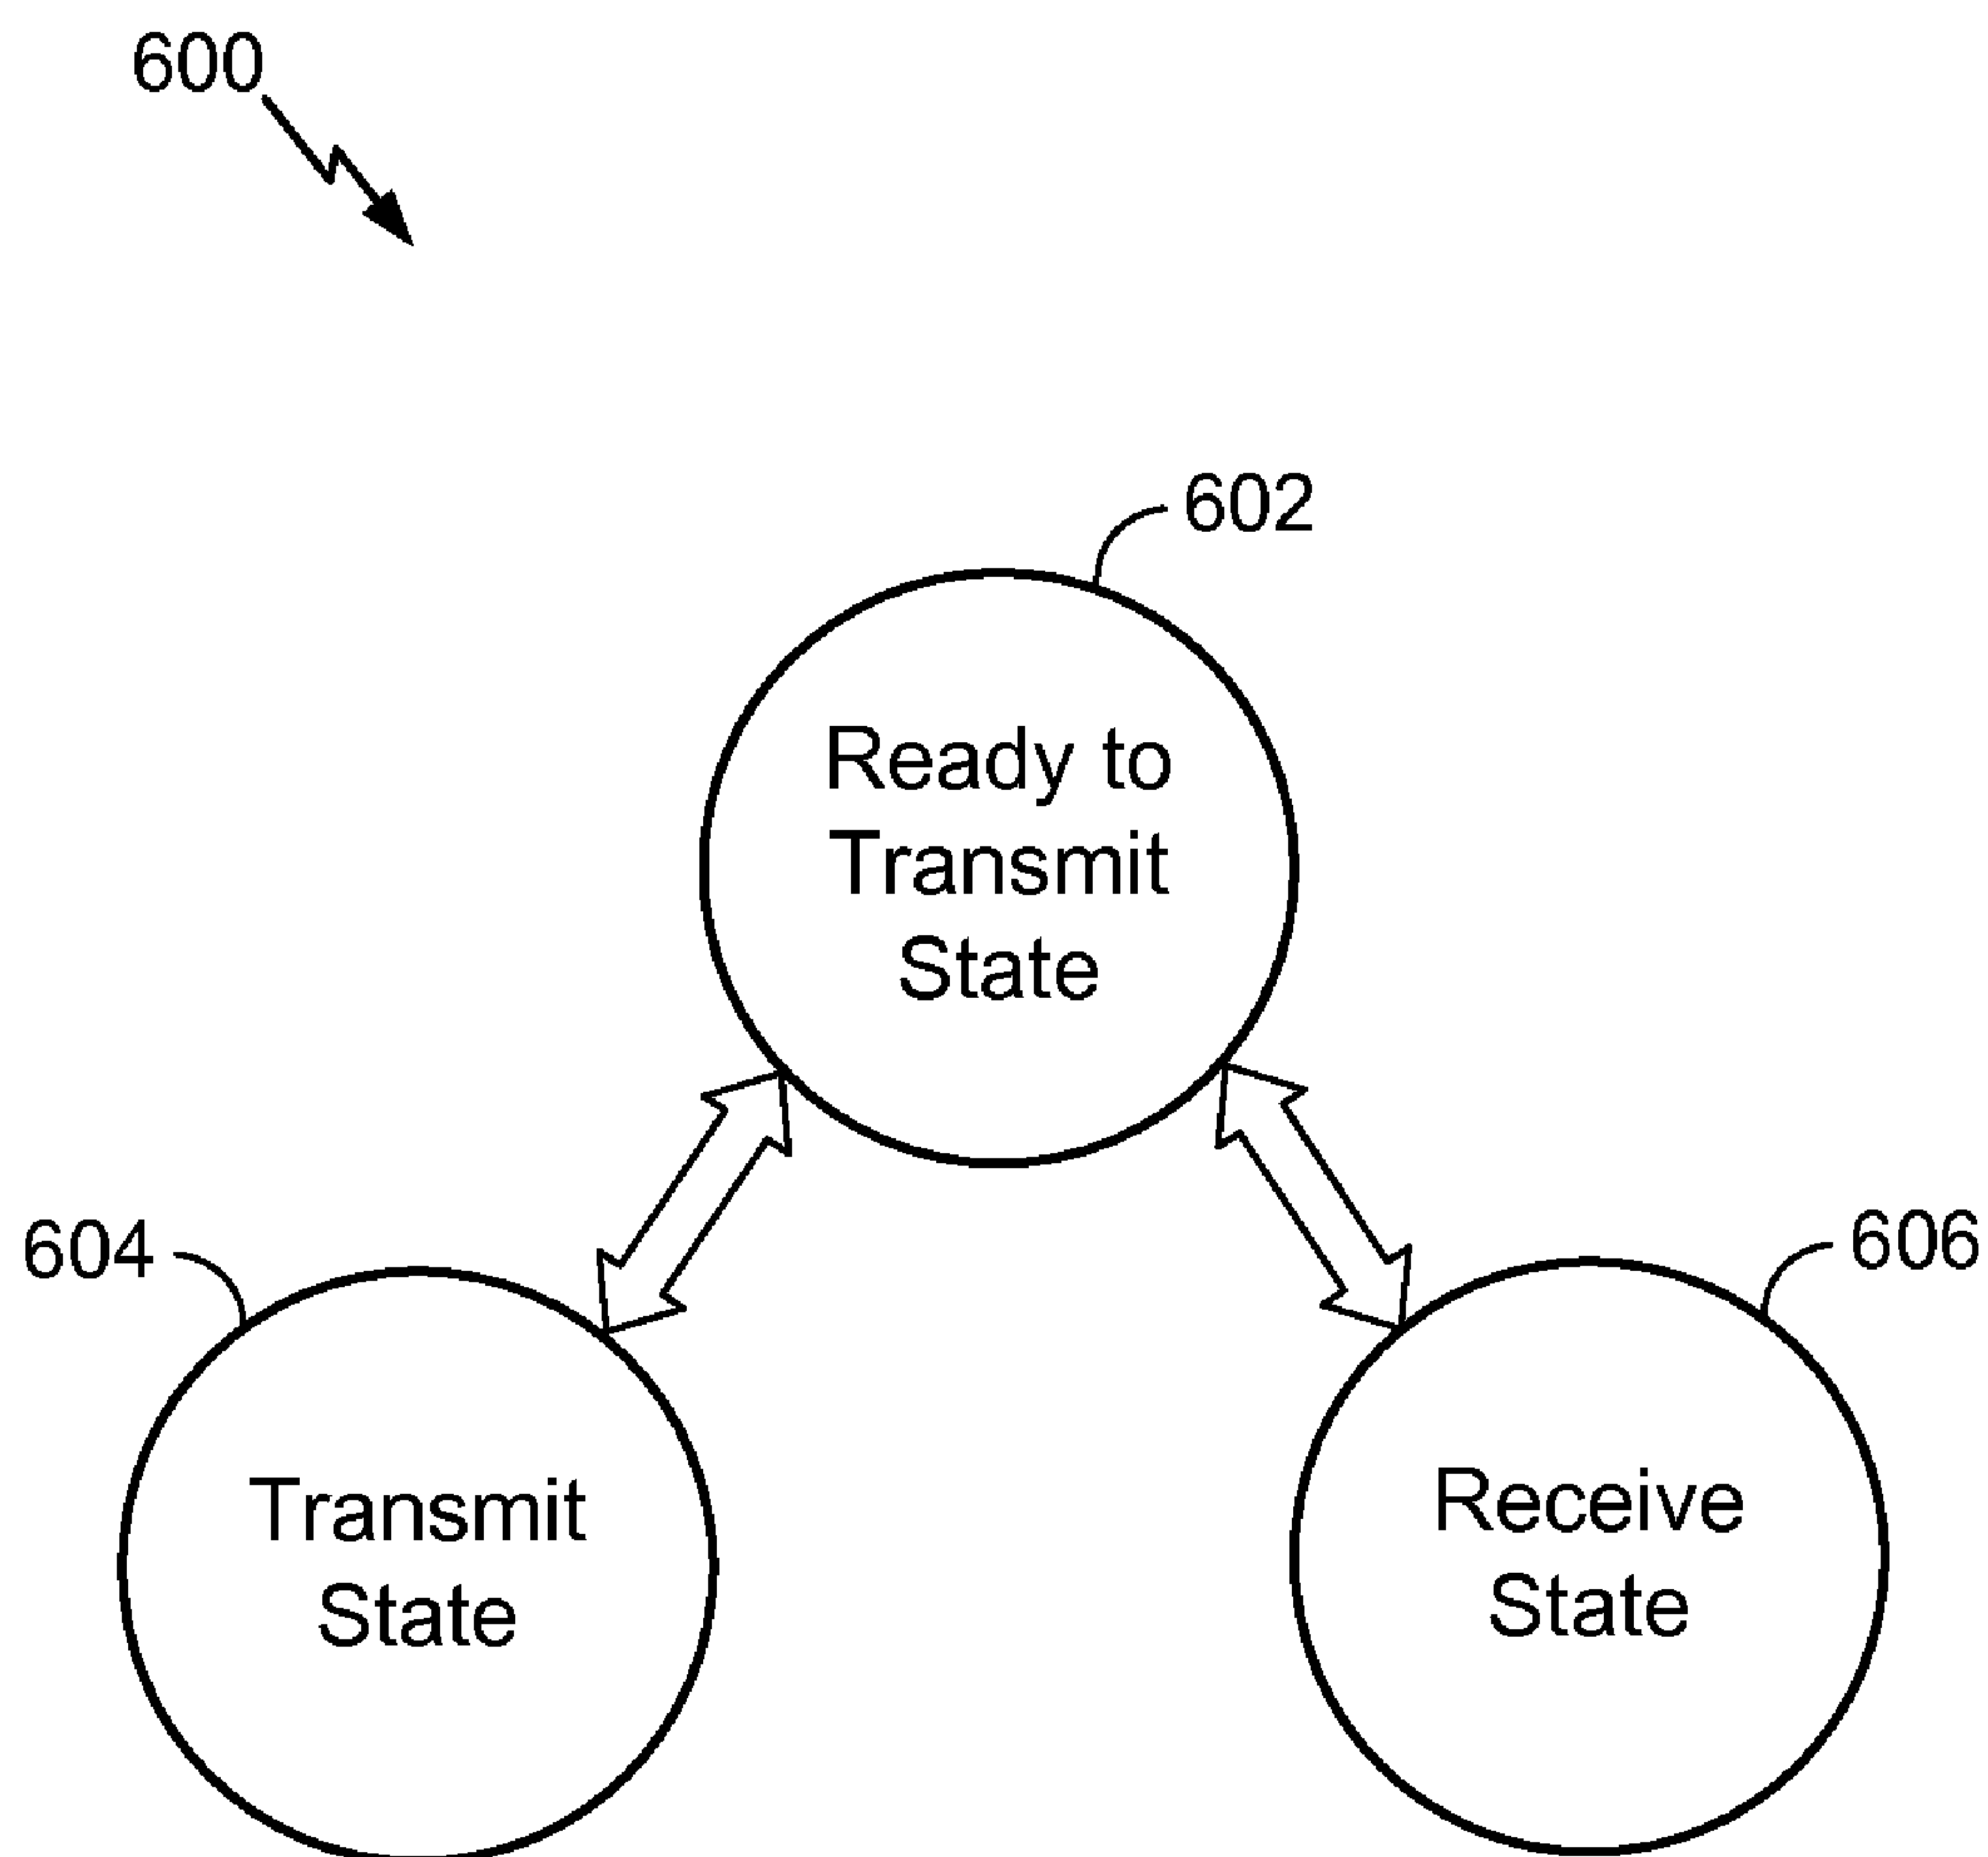 600
602
Ready to
Transmit
State
604
606
Transmit
State
Receive
State